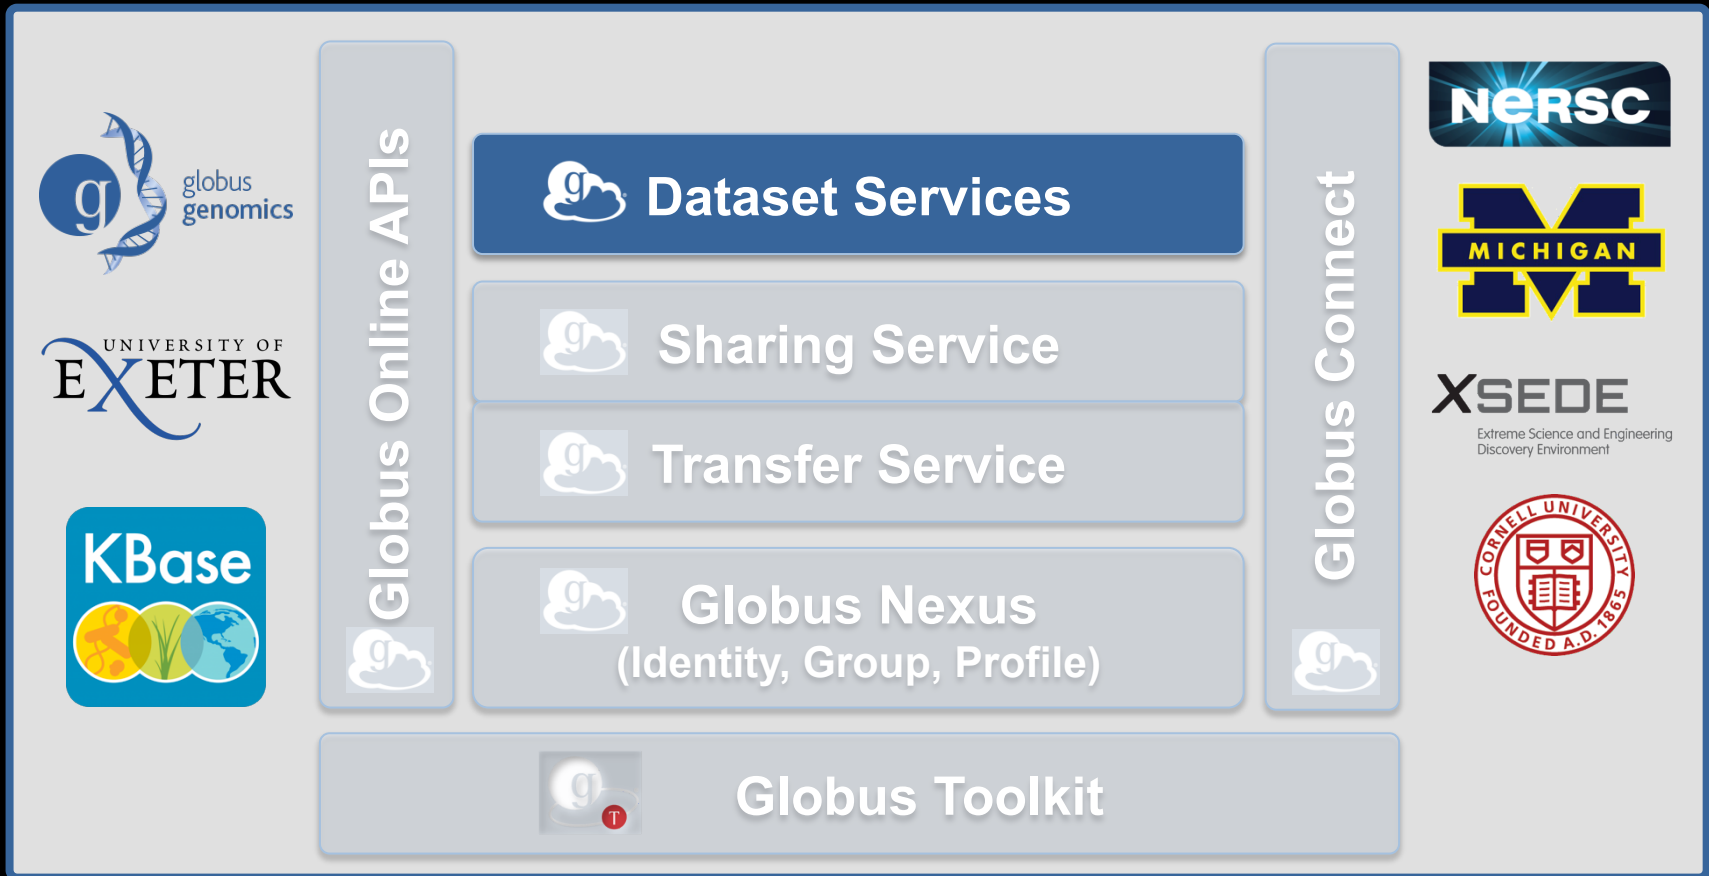 g
globus
genomics
UNIVERSITY OF
EXETER
KBase
Globus Online APIs
g
g Dataset Services
g Sharing Service
g Transfer Service
g Globus Nexus
(Identity, Group, Profile)
g T Globus Toolkit
Globus Connect
g
NERSC
M
MICHIGAN
XSEDE
Extreme Science and Engineering
Discovery Environment
CORNELL UNIVERSITY
FOUNDED A.D. 1865